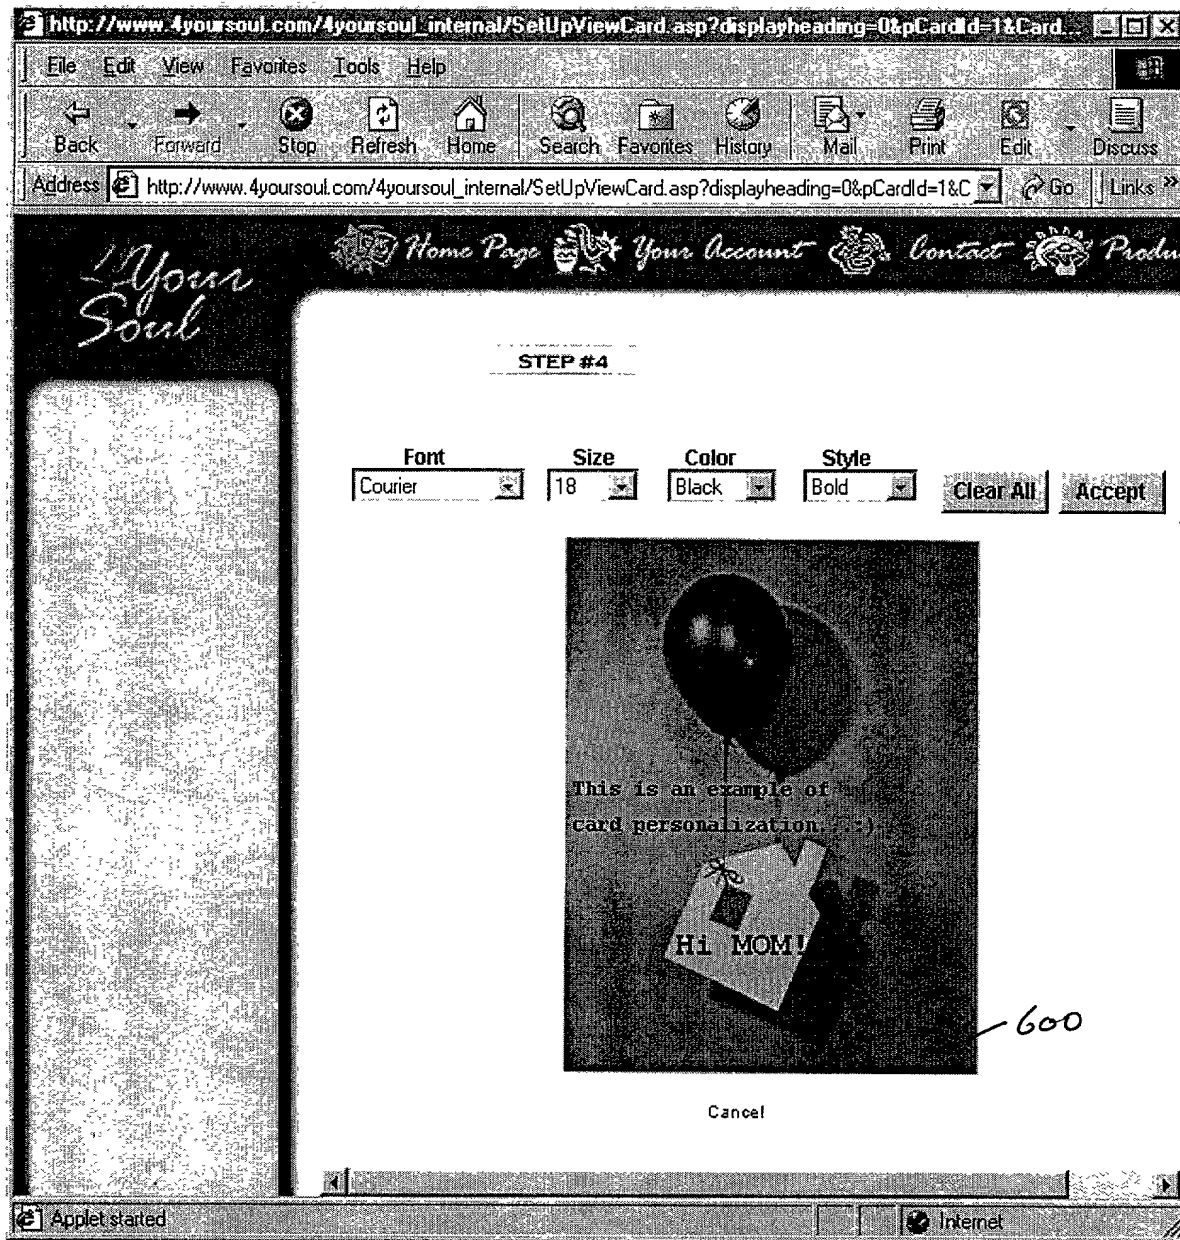 http://www.4yoursoul.com/4yoursoul_internal/SetUpViewCard.asp?displayheading=0&pCardId=1&Card...
File Edit View Favorites Tools Help
Back Forward Stop Refresh Home Search Favorites History Mail Print Edit Discuss
Address http://www.4yoursoul.com/4yoursoul_internal/SetUpViewCard.asp?displayheading=0&pCardId=1&C Go Links »
4 Your Soul
Home Page Your Account Contact Produ
STEP #4
Font Size Color Style
Courier 18 Black Bold Clear All Accept
This is an example of
card personalization...:)
Hi MOM!
600
Cancel
Applet started Internet